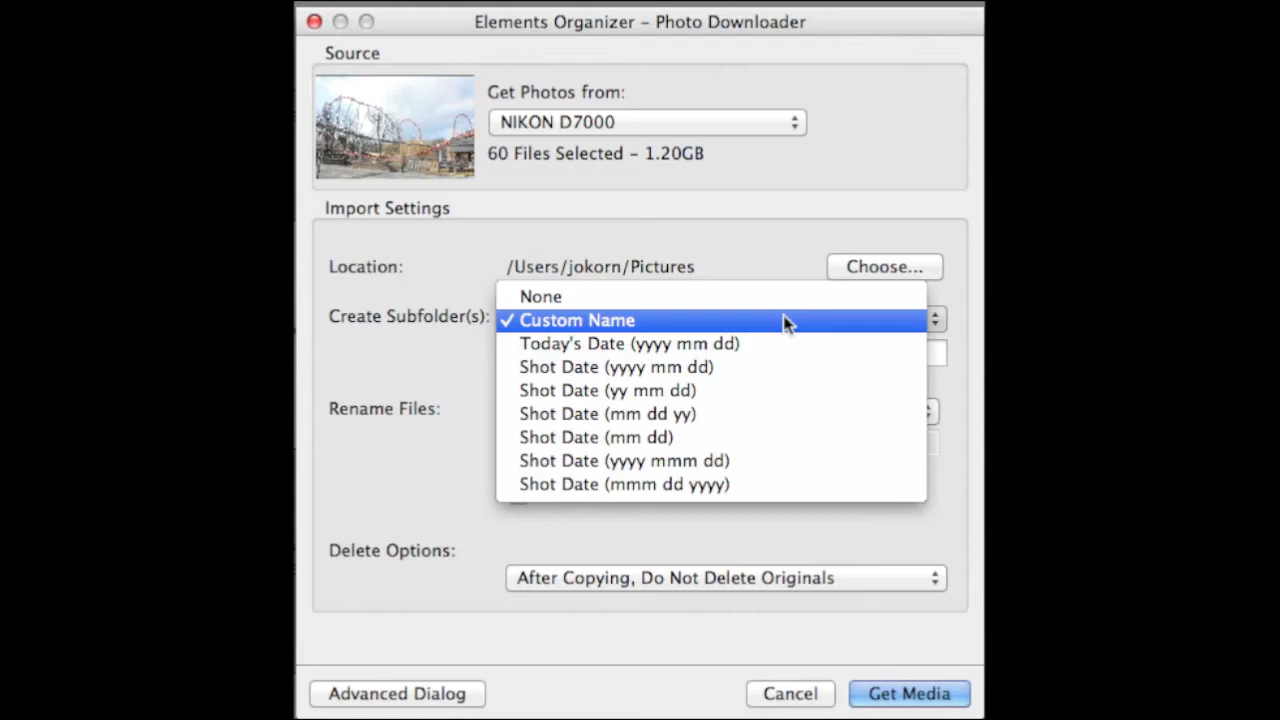 Elements Organizer – Photo Downloader
Source
Get Photos from:
NIKON D7000
60 Files Selected – 1.20GB
Import Settings
Location:
/Users/jokorn/Pictures
Choose...
Create Subfolder(s):
None
✓ Custom Name
Today's Date (yyyy mm dd)
Shot Date (yyyy mm dd)
Shot Date (yy mm dd)
Shot Date (mm dd yy)
Shot Date (mm dd)
Shot Date (yyyy mmm dd)
Shot Date (mmm dd yyyy)
Rename Files:
Delete Options:
After Copying, Do Not Delete Originals
Advanced Dialog
Cancel
Get Media